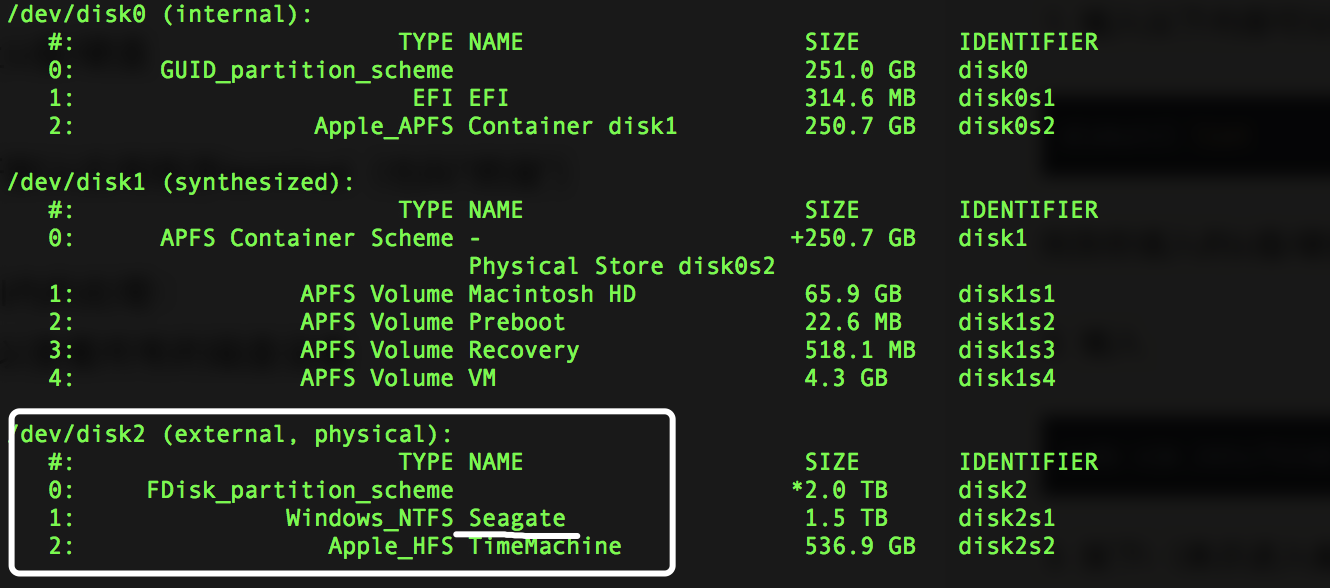 /dev/disk0 (internal):
#: TYPE NAME SIZE IDENTIFIER
0: GUID_partition_scheme 251.0 GB disk0
1: EFI EFI 314.6 MB disk0s1
2: Apple_APFS Container disk1 250.7 GB disk0s2
/dev/disk1 (synthesized):
#: TYPE NAME SIZE IDENTIFIER
0: APFS Container Scheme - +250.7 GB disk1
Physical Store disk0s2
1: APFS Volume Macintosh HD 65.9 GB disk1s1
2: APFS Volume Preboot 22.6 MB disk1s2
3: APFS Volume Recovery 518.1 MB disk1s3
4: APFS Volume VM 4.3 GB disk1s4
/dev/disk2 (external, physical):
#: TYPE NAME SIZE IDENTIFIER
0: FDisk_partition_scheme *2.0 TB disk2
1: Windows_NTFS Seagate 1.5 TB disk2s1
2: Apple_HFS TimeMachine 536.9 GB disk2s2